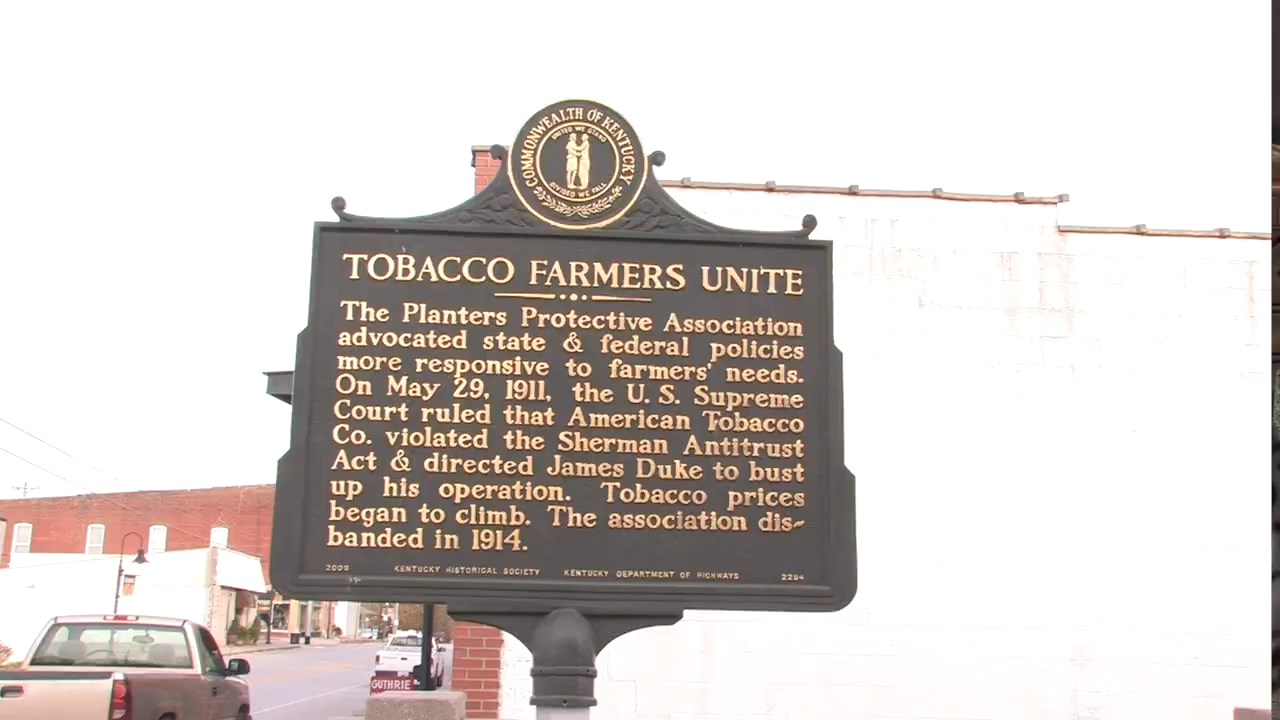 COMMONWEALTH OF KENTUCKY
UNITED WE STAND
DIVIDED WE FALL
TOBACCO FARMERS UNITE
The Planters Protective Association
advocated state & federal policies
more responsive to farmers' needs.
On May 29, 1911, the U. S. Supreme
Court ruled that American Tobacco
Co. violated the Sherman Antitrust
Act & directed James Duke to bust
up his operation. Tobacco prices
began to climb. The association dis-
banded in 1914.
2009 KENTUCKY HISTORICAL SOCIETY KENTUCKY DEPARTMENT OF HIGHWAYS 2294
GUTHRIE